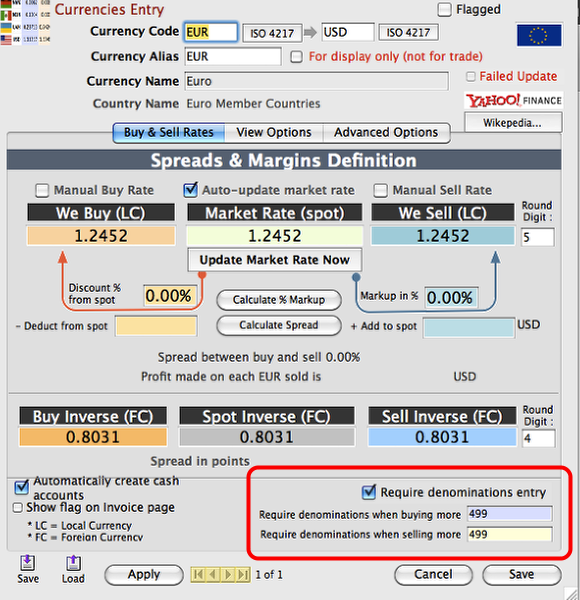 Currencies Entry
Flagged
Currency Code EUR ISO 4217 USD ISO 4217
Currency Alias EUR For display only (not for trade)
Currency Name Euro Failed Update
Country Name Euro Member Countries
YAHOO! FINANCE
Wikepedia...
Buy & Sell Rates View Options Advanced Options
Spreads & Margins Definition
Manual Buy Rate Auto-update market rate Manual Sell Rate
We Buy (LC) Market Rate (spot) We Sell (LC) Round Digit :
1.2452 1.2452 1.2452 5
Update Market Rate Now
Discount % from spot 0.00% Calculate % Markup Markup in % 0.00%
- Deduct from spot Calculate Spread + Add to spot USD
Spread between buy and sell 0.00%
Profit made on each EUR sold is USD
Buy Inverse (FC) Spot Inverse (FC) Sell Inverse (FC) Round Digit :
0.8031 0.8031 0.8031 4
Spread in points
Automatically create cash accounts
Show flag on Invoice page
* LC = Local Currency
* FC = Foreign Currency
Require denominations entry
Require denominations when buying more 499
Require denominations when selling more 499
Save Load Apply 1 of 1 Cancel Save